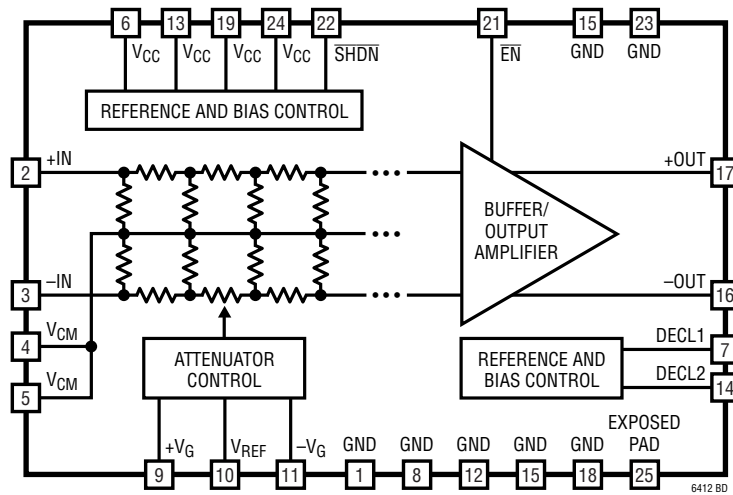 6 13 19 24 22 21 15 23
VCC VCC VCC VCC SHDN EN GND GND
REFERENCE AND BIAS CONTROL
2 +IN +OUT 17
BUFFER/
OUTPUT
AMPLIFIER
3 –IN –OUT 16
4 VCM
5 VCM
ATTENUATOR
CONTROL
REFERENCE AND
BIAS CONTROL
DECL1 7
DECL2 14
+VG VREF –VG GND GND GND GND GND EXPOSED
PAD
9 10 11 1 8 12 15 18 25
6412 BD